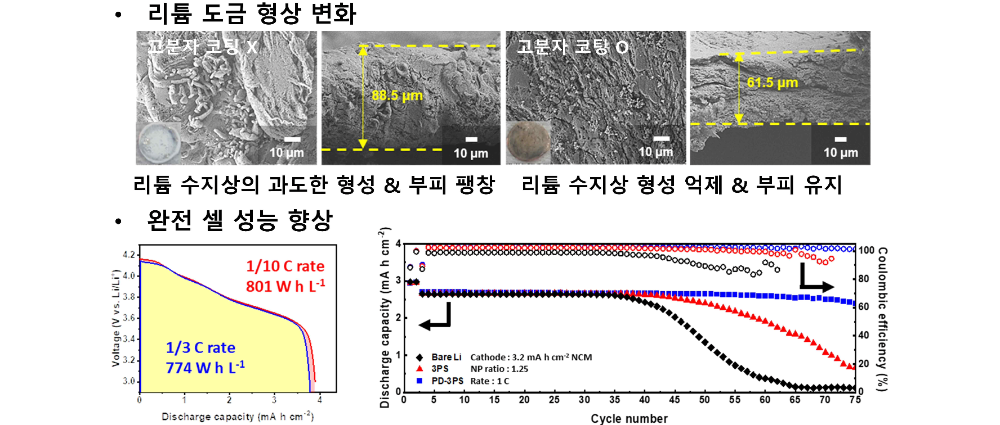 • 리튬 도금 형상 변화
고분자 코팅 X
88.5 µm
10 µm
10 µm
고분자 코팅 O
61.5 µm
10 µm
10 µm
리튬 수지상의 과도한 형성 & 부피 팽창
리튬 수지상 형성 억제 & 부피 유지
• 완전 셀 성능 향상
Voltage (V vs. Li/Li⁺)
4.2
4.0
3.8
3.6
3.4
3.2
3.0
1/10 C rate
801 W h L⁻¹
1/3 C rate
774 W h L⁻¹
0 1 2 3 4
Discharge capacity (mA h cm⁻²)
Discharge capacity (mA h cm⁻²)
4
3
2
1
0
Bare Li Cathode : 3.2 mA h cm⁻² NCM
3PS NP ratio : 1.25
PD-3PS Rate : 1 C
100
80
60
40
20
0
Coulombic efficiency (%)
0 5 10 15 20 25 30 35 40 45 50 55 60 65 70 75
Cycle number